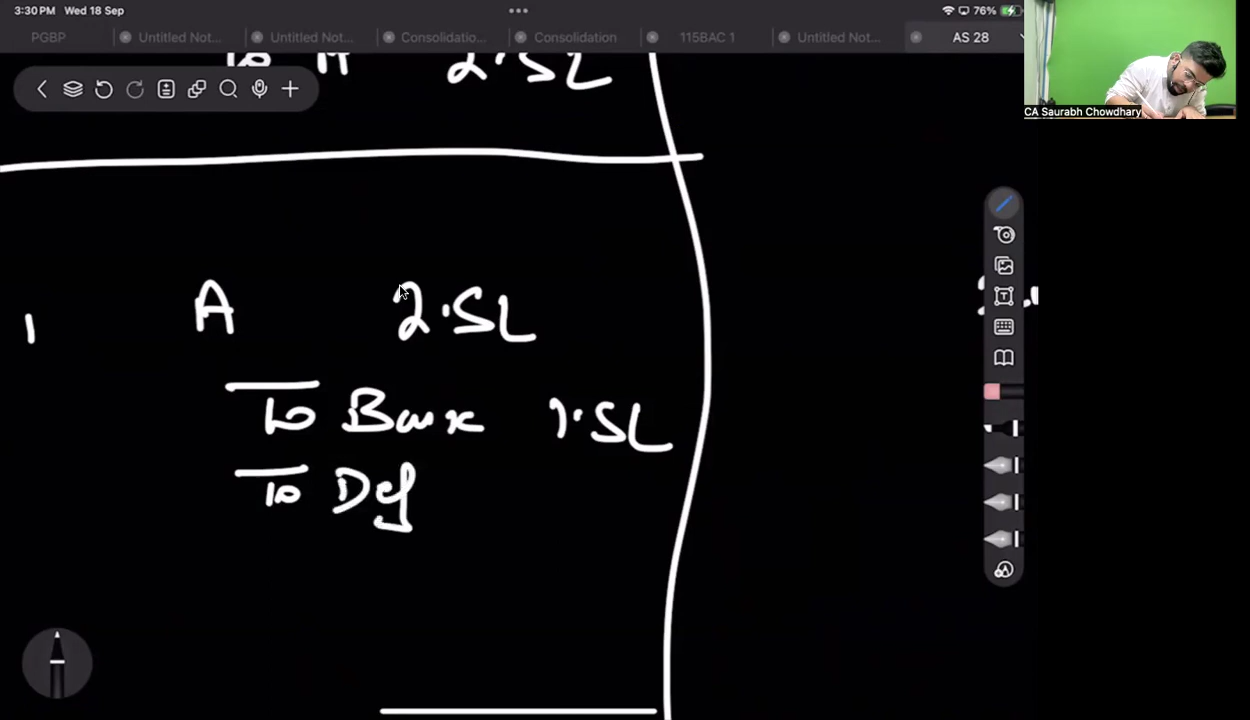 3:30 PM Wed 18 Sep
76%
PGBP Untitled Not... Untitled Not... Consolidatio... Consolidation 115BAC 1 Untitled Not... AS 28
2.5L
CA Saurabh Chowdhary
1 A 2.5L
To Bank 1.5L
To Def